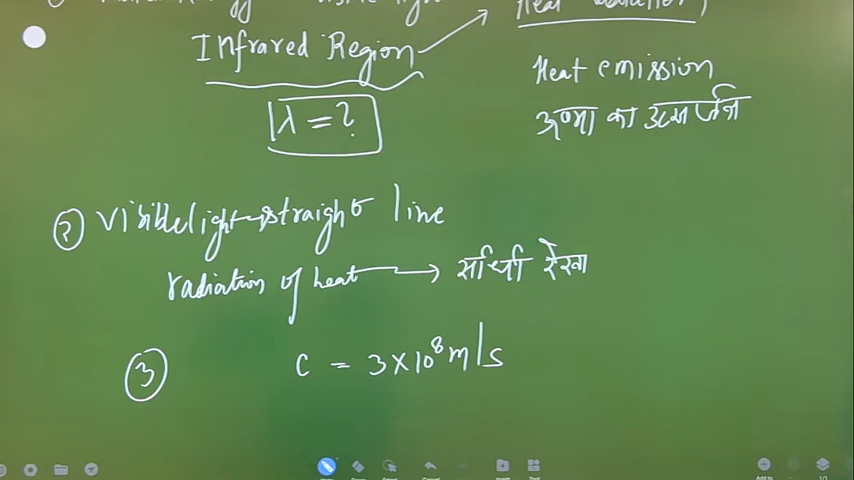 Infrared Region
Heat emission
λ = ?
ऊष्मा का उत्सर्जन
② visible light → straight line
radiation of heat → सीधी रेखा
③ c = 3×10⁸ m/s